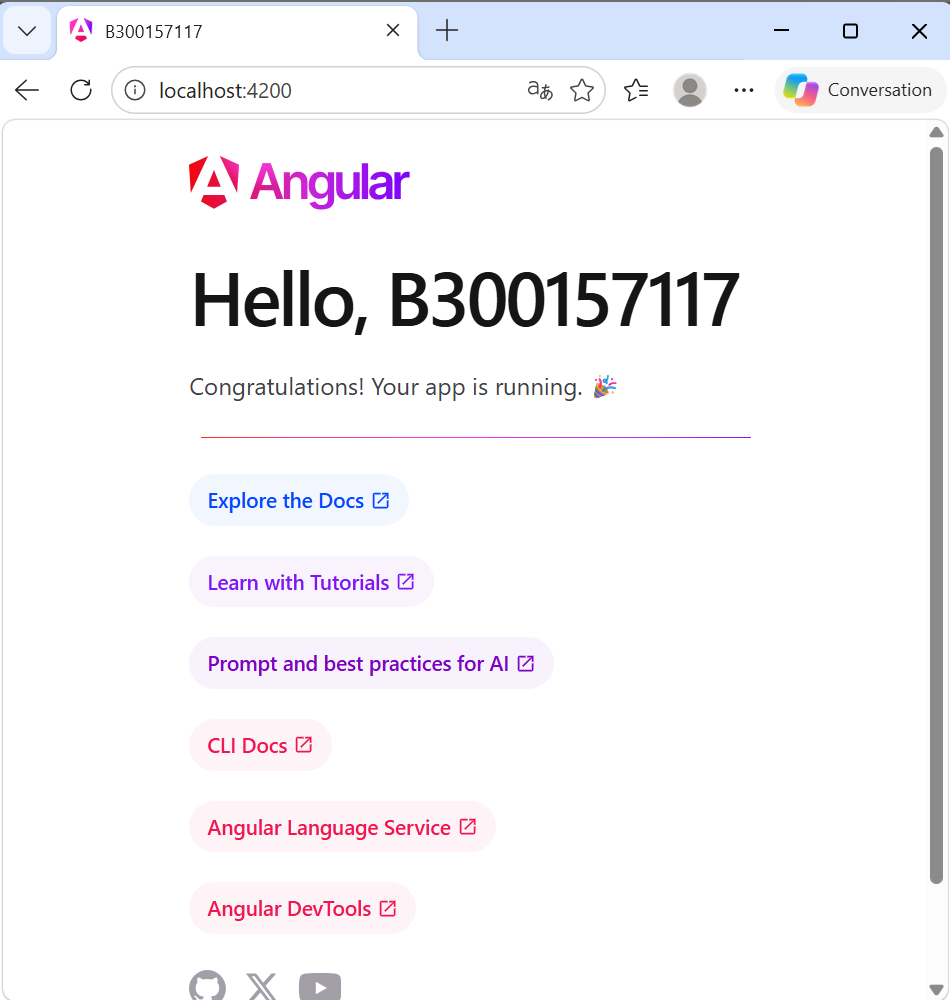 B300157117
localhost:4200
Conversation
Angular
Hello, B300157117
Congratulations! Your app is running. 🎉
Explore the Docs
Learn with Tutorials
Prompt and best practices for AI
CLI Docs
Angular Language Service
Angular DevTools